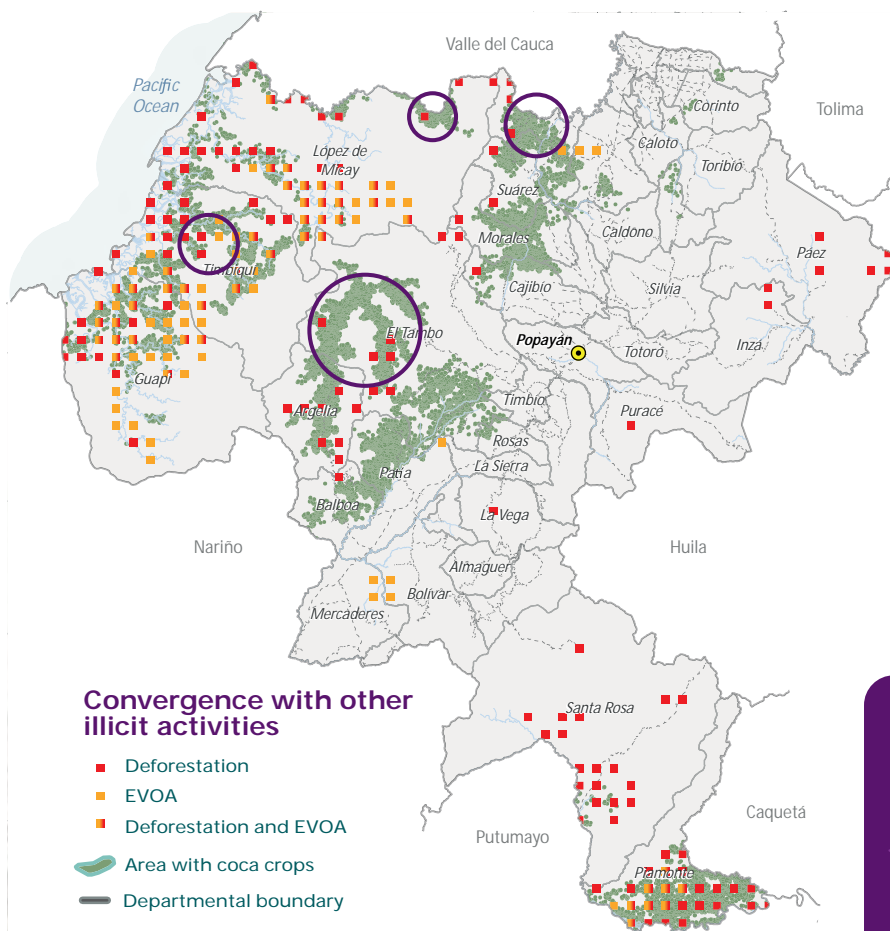 Valle del Cauca
Pacific
Ocean
Corinto
Tolima
Caloto
López de
Micay
Toribío
Suárez
Caldono
Morales
Páez
Timbiquí
Cajibío
Silvia
El Tambo
Popayán
Totoró
Inzá
Guapi
Timbío
Argelia
Puracé
Rosas
La Sierra
Patía
Balboa
La Vega
Nariño
Huila
Almaguer
Bolívar
Mercaderes
Convergence with other
illicit activities
Santa Rosa
Deforestation
EVOA
Deforestation and EVOA
Caquetá
Putumayo
Area with coca crops
Piamonte
Departmental boundary